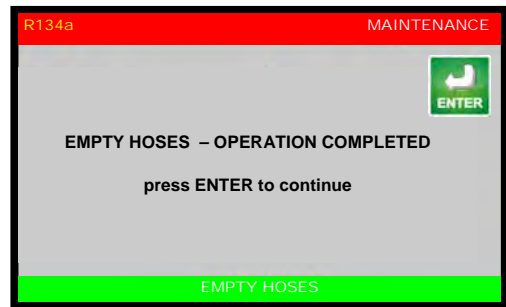 R134a MAINTENANCE
ENTER
EMPTY HOSES – OPERATION COMPLETED
press ENTER to continue
EMPTY HOSES